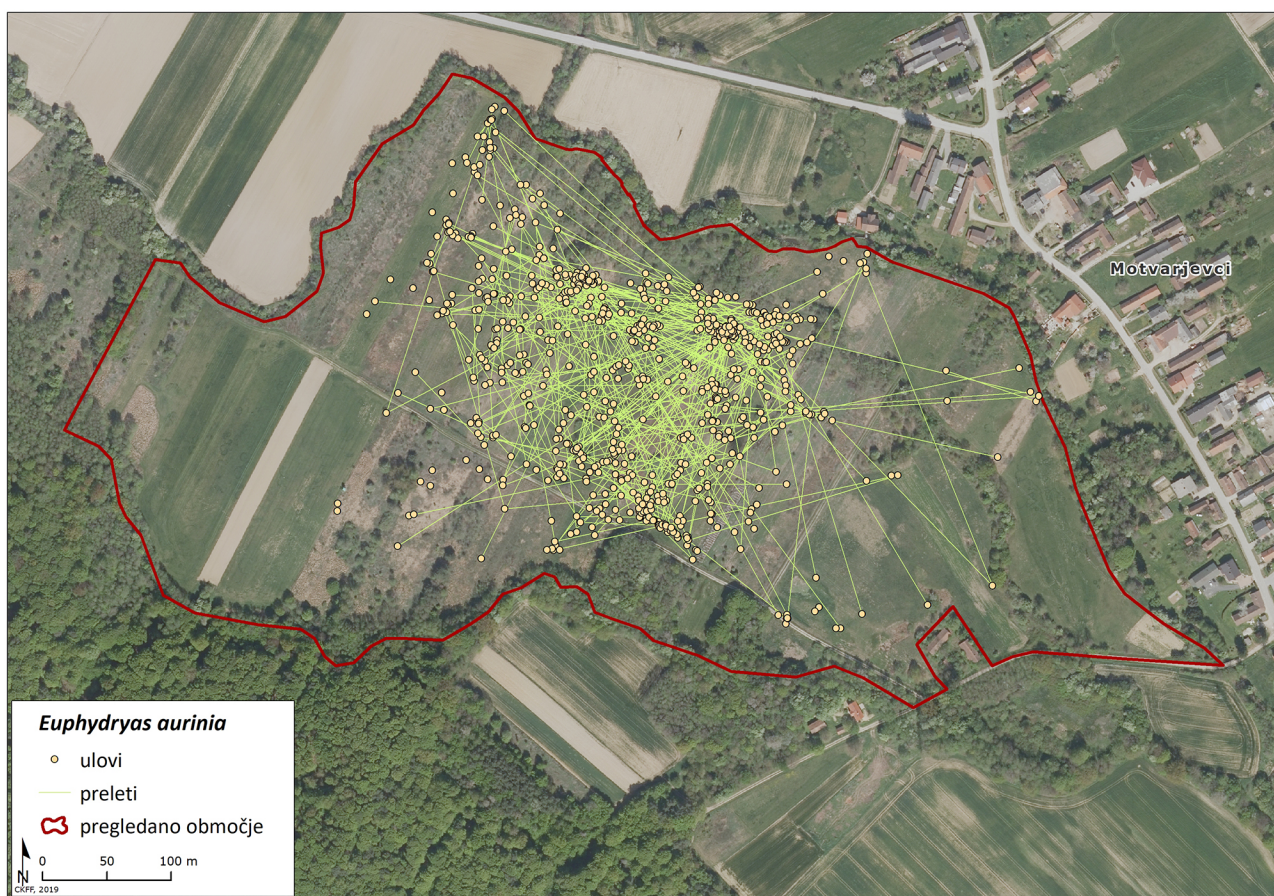 Motvarjevci
Euphydryas aurinia
ulovi
preleti
pregledano območje
0 50 100 m
N
CKFF, 2019